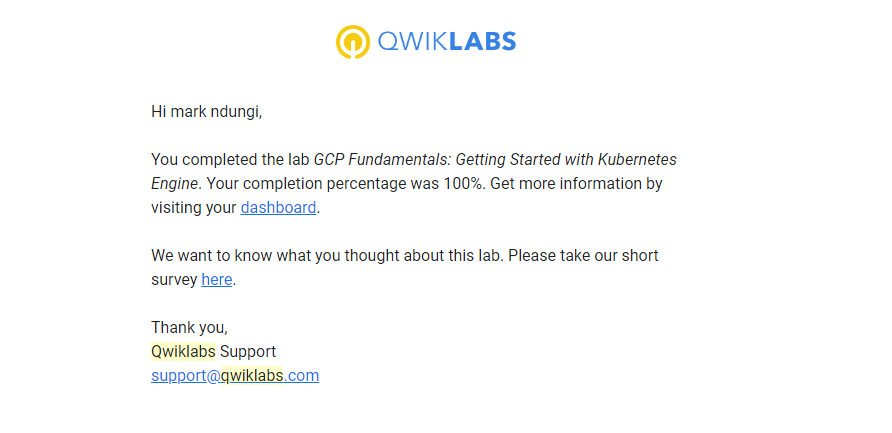 QWIKLABS
Hi mark ndungi,
You completed the lab GCP Fundamentals: Getting Started with Kubernetes
Engine. Your completion percentage was 100%. Get more information by
visiting your dashboard.
We want to know what you thought about this lab. Please take our short
survey here.
Thank you,
Qwiklabs Support
support@qwiklabs.com